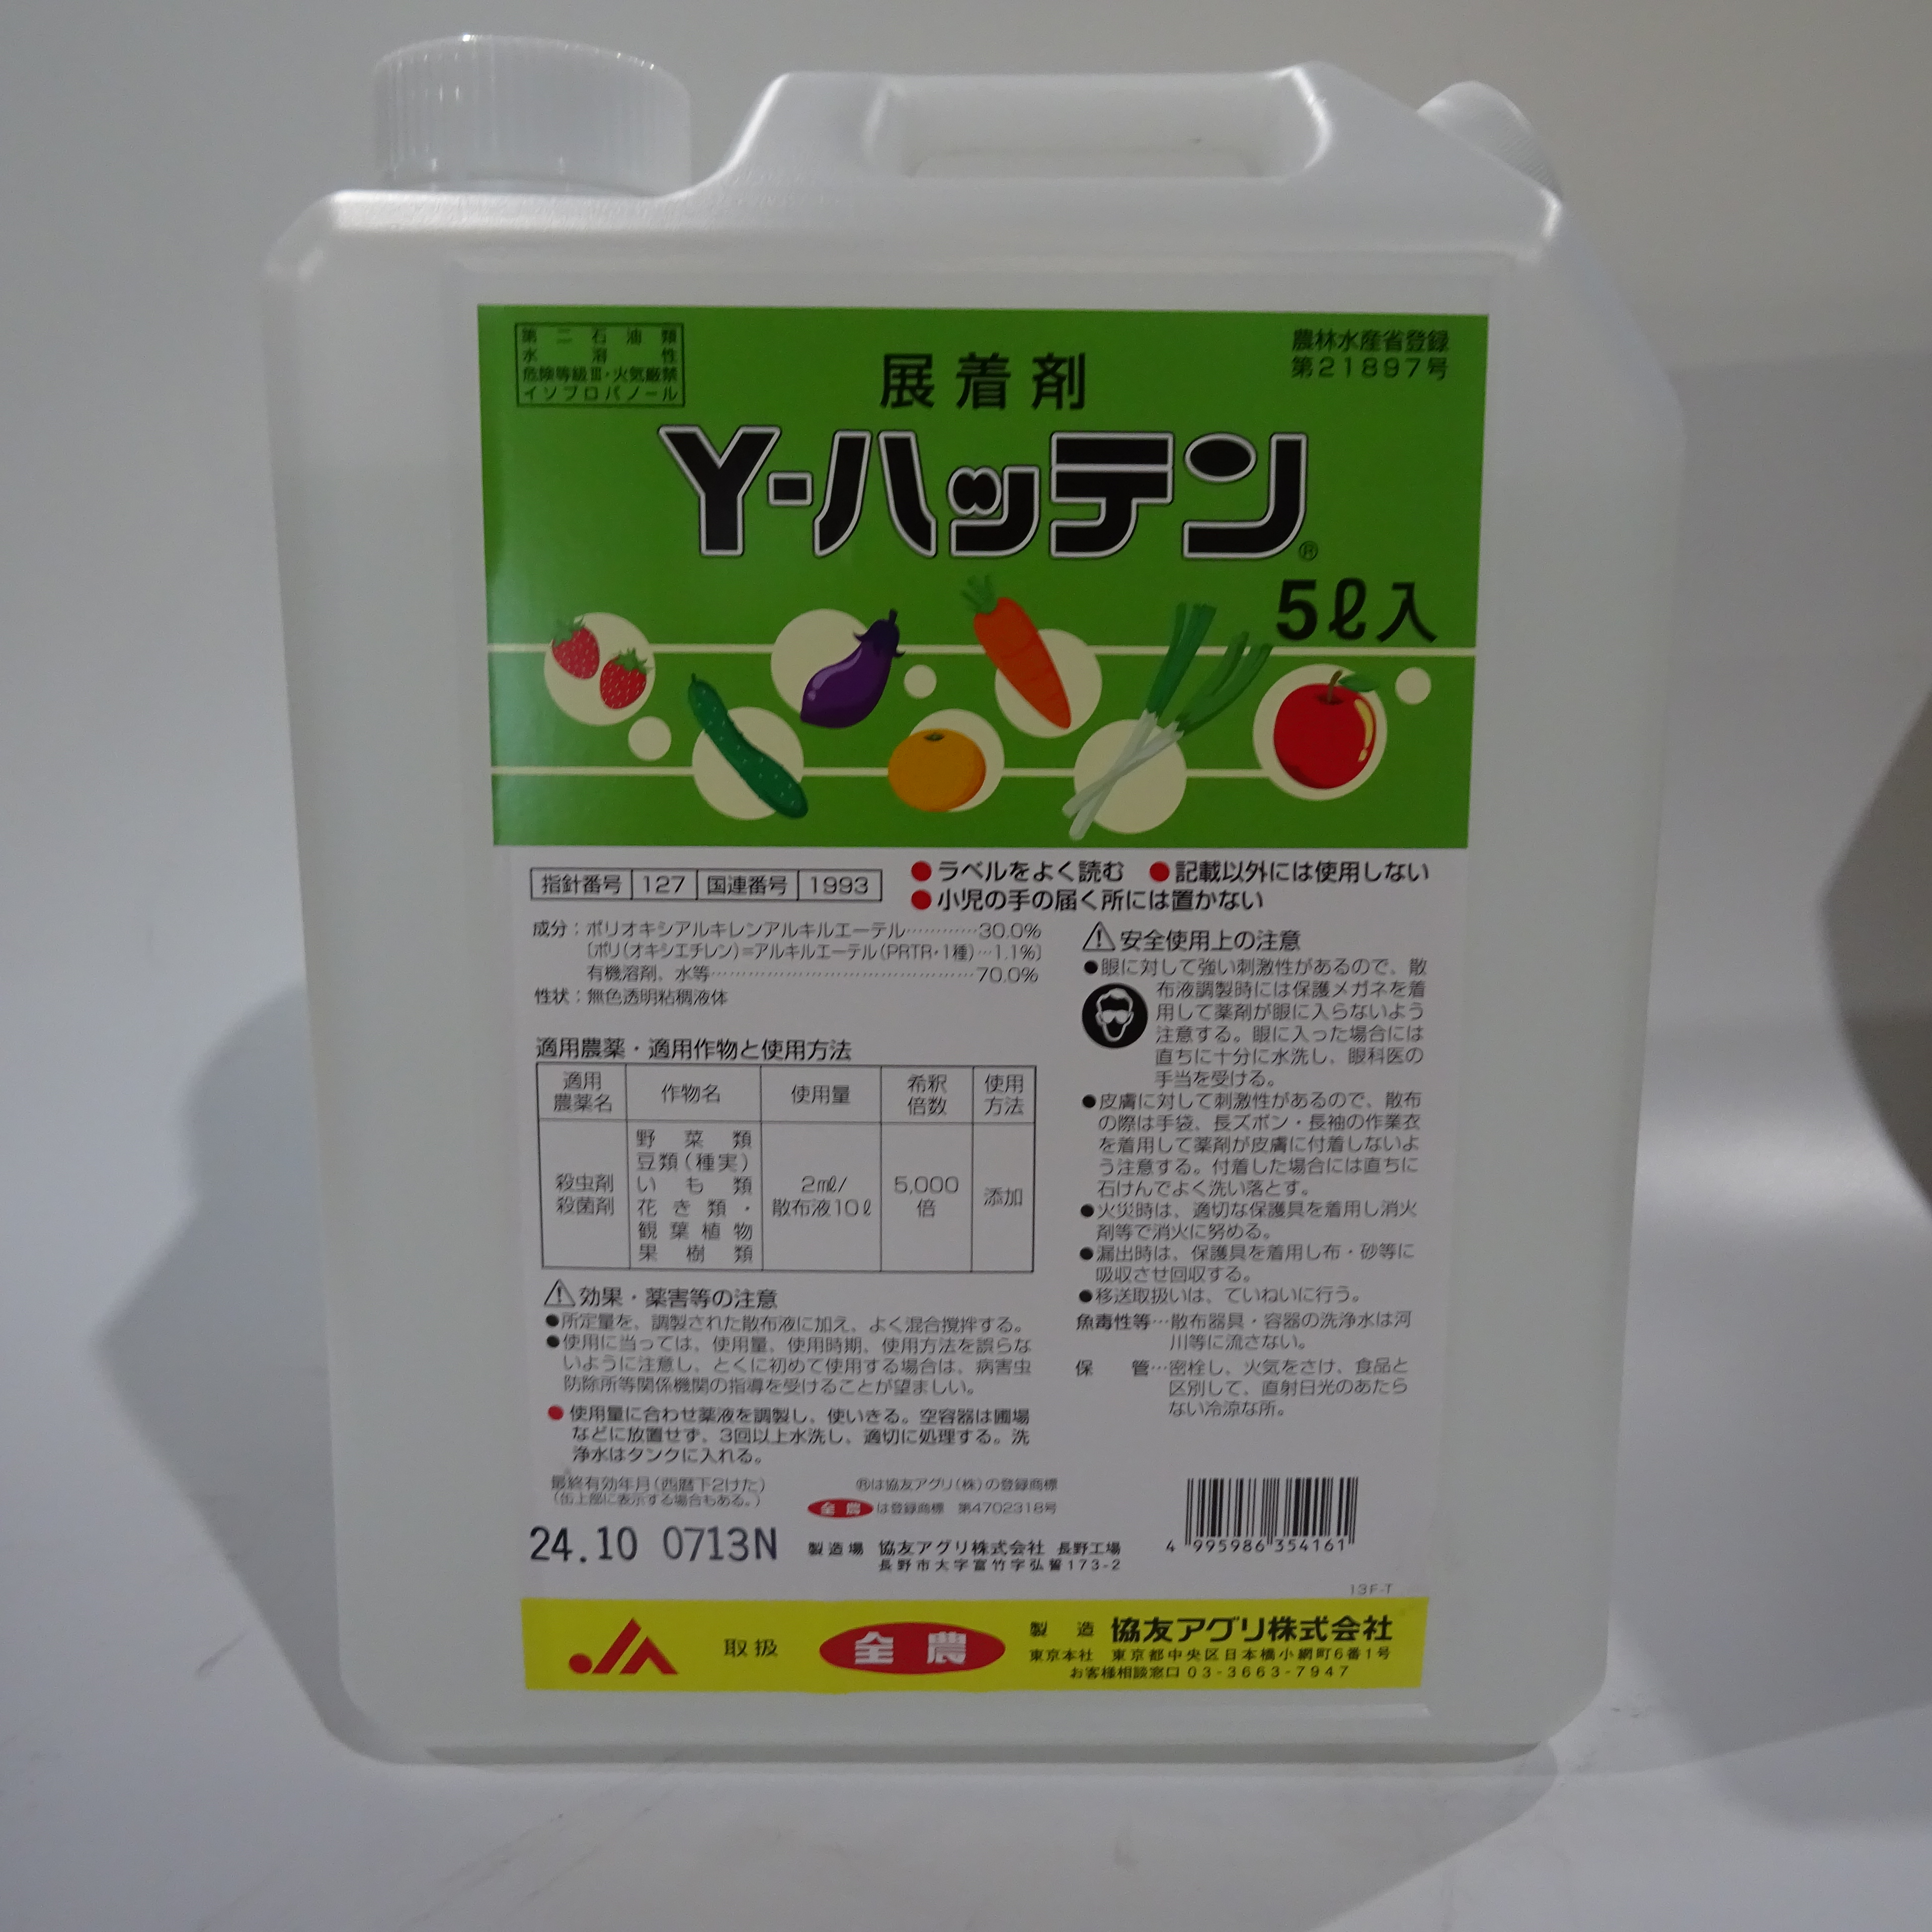 第二石油類
水溶性
危険等級Ⅲ・火気厳禁
イソプロパノール
農林水産省登録
第21897号
展着剤
Y-ハッテン®
5ℓ入
指針番号 127 国連番号 1993
●ラベルをよく読む ●記載以外には使用しない
●小児の手の届く所には置かない
成分：ポリオキシアルキレンアルキルエーテル…………30.0%
〔ポリ(オキシエチレン)＝アルキルエーテル(PRTR・1種)…1.1%〕
有機溶剤、水等……………………………………70.0%
性状：無色透明粘稠液体
適用農薬・適用作物と使用方法
適用農薬名 作物名 使用量 希釈倍数 使用方法
殺虫剤
殺菌剤
野菜類
豆類(種実)
いも類
花き類・
観葉植物
果樹類
2mℓ/
散布液10ℓ
5,000
倍
添加
⚠効果・薬害等の注意
●所定量を、調製された散布液に加え、よく混合撹拌する。
●使用に当っては、使用量、使用時期、使用方法を誤らな
いように注意し、とくに初めて使用する場合は、病害虫
防除所等関係機関の指導を受けることが望ましい。
●使用量に合わせ薬液を調製し、使いきる。空容器は圃場
などに放置せず、3回以上水洗し、適切に処理する。洗
浄水はタンクに入れる。
⚠安全使用上の注意
●眼に対して強い刺激性があるので、散
布液調製時には保護メガネを着
用して薬剤が眼に入らないよう
注意する。眼に入った場合には
直ちに十分に水洗し、眼科医の
手当を受ける。
●皮膚に対して刺激性があるので、散布
の際は手袋、長ズボン・長袖の作業衣
を着用して薬剤が皮膚に付着しないよ
う注意する。付着した場合には直ちに
石けんでよく洗い落とす。
●火災時は、適切な保護具を着用し消火
剤等で消火に努める。
●漏出時は、保護具を着用し布・砂等に
吸収させ回収する。
●移送取扱いは、ていねいに行う。
魚毒性等…散布器具・容器の洗浄水は河
川等に流さない。
保管…密栓し、火気をさけ、食品と
区別して、直射日光のあたら
ない冷涼な所。
最終有効年月(西暦下2けた)
(缶上部に表示する場合もある。)
24.10 0713N
®は協友アグリ(株)の登録商標
全農は登録商標 第4702318号
製造場 協友アグリ株式会社 長野工場
長野市大字富竹字弘誓173-2
4 995986 354161
13F-T
JA 取扱 全農
製造 協友アグリ株式会社
東京本社 東京都中央区日本橋小網町6番1号
お客様相談窓口 03-3663-7947